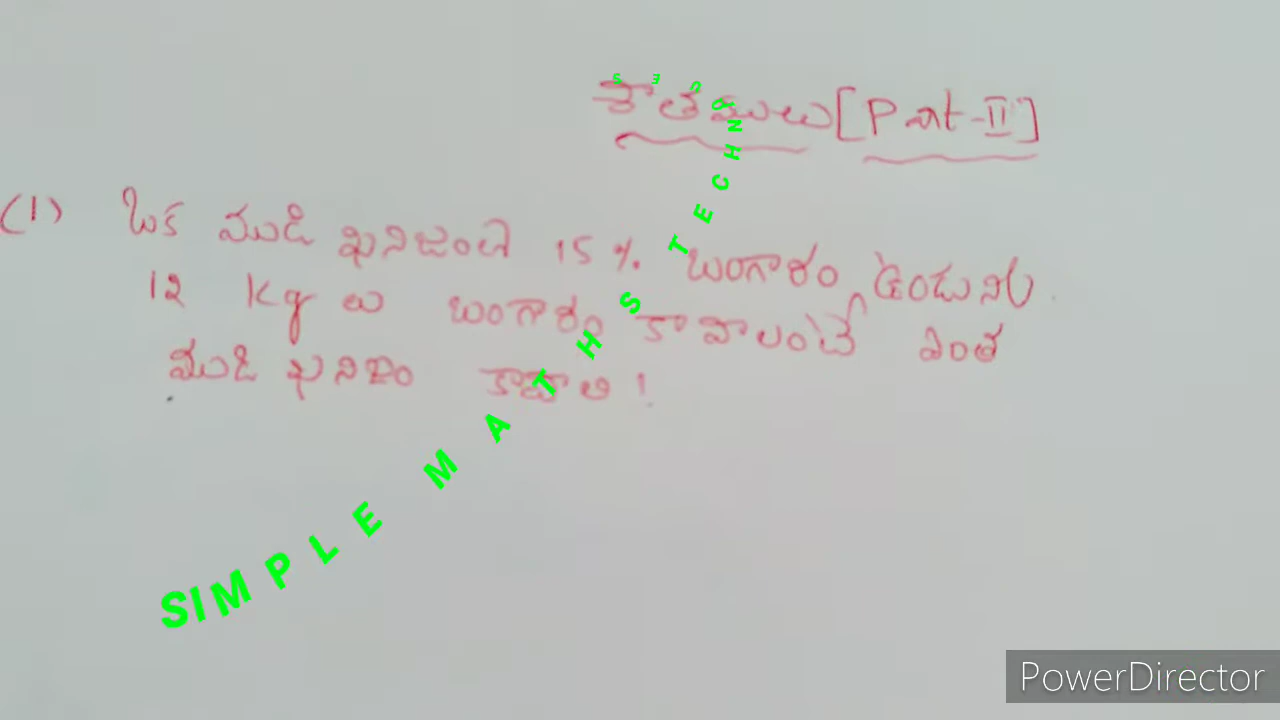 శాతములు [Part-II]
(1) ఒక ముడి ఖనిజంలో 15% బంగారం ఉండును
12 Kg లు బంగారం కావాలంటే ఎంత
ముడి ఖనిజం కావాలి !
SIMPLE MATHS TECHNO
PowerDirector